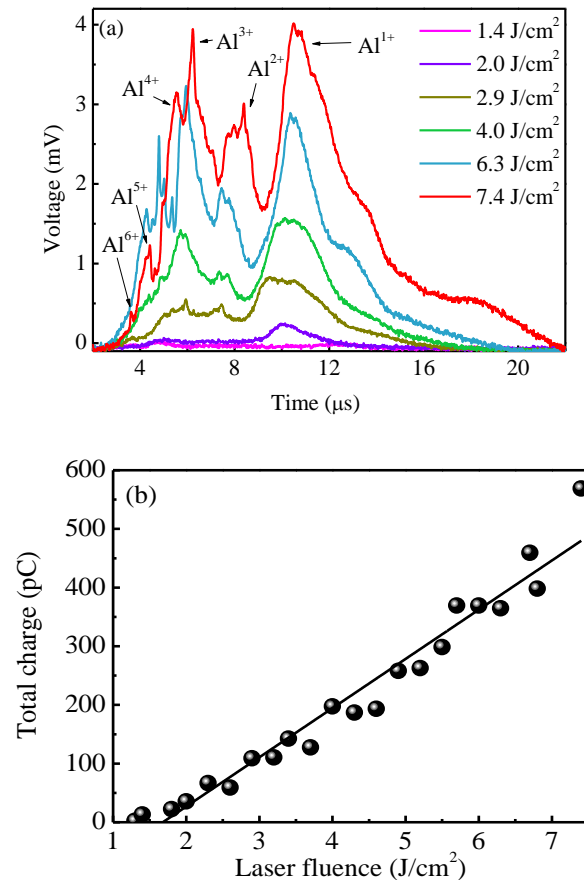 (a)
Al³⁺
Al¹⁺
Al²⁺
Al⁴⁺
Al⁵⁺
Al⁶⁺
1.4 J/cm²
2.0 J/cm²
2.9 J/cm²
4.0 J/cm²
6.3 J/cm²
7.4 J/cm²
Voltage (mV)
4
3
2
1
0
4 8 12 16 20
Time (μs)
(b)
Total charge (pC)
600
500
400
300
200
100
0
1 2 3 4 5 6 7
Laser fluence (J/cm²)